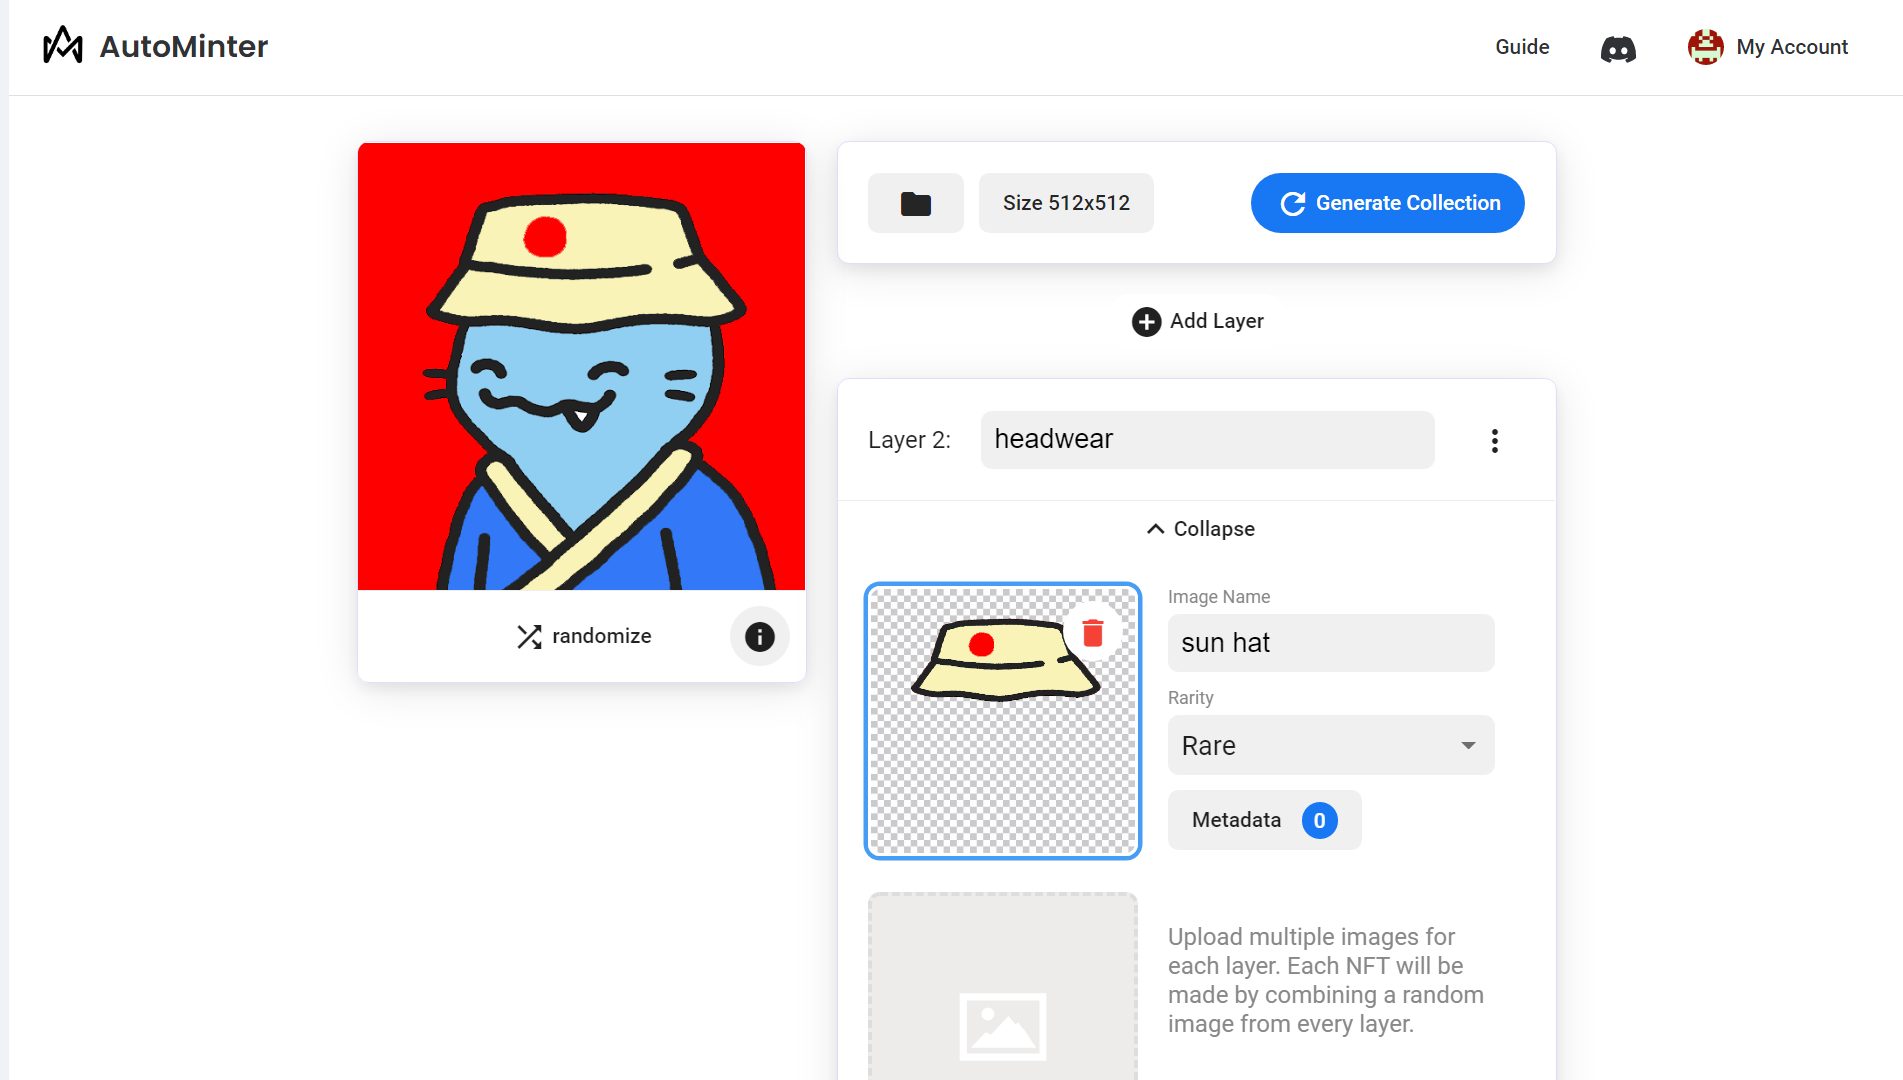 AutoMinter
Guide
My Account
Size 512x512
Generate Collection
Add Layer
Layer 2:
headwear
Collapse
randomize
Image Name
sun hat
Rarity
Rare
Metadata 0
Upload multiple images for
each layer. Each NFT will be
made by combining a random
image from every layer.